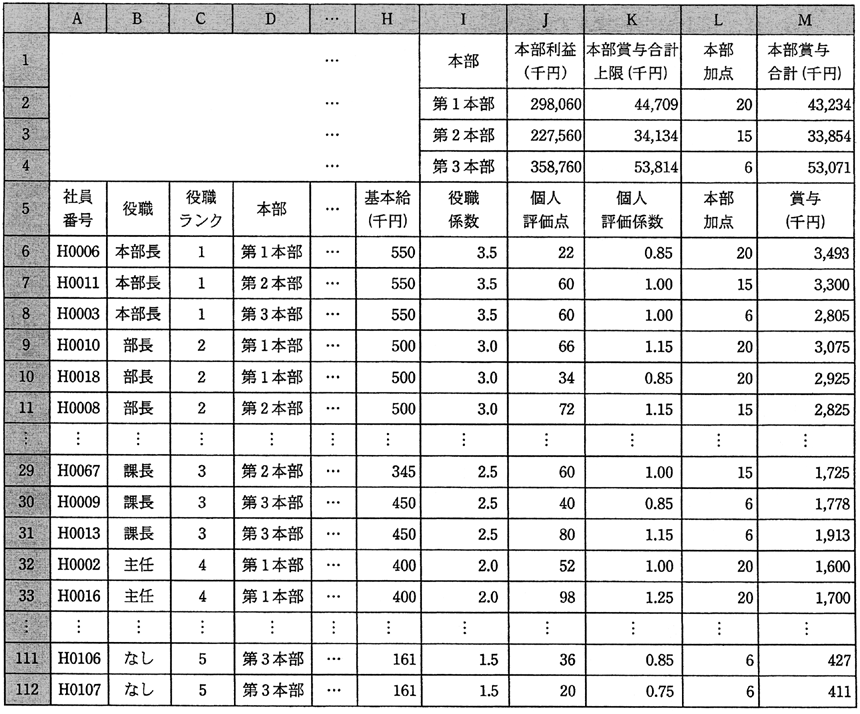 A B C D … H I J K L M
1 … 本部 本部利益(千円) 本部賞与合計上限(千円) 本部加点 本部賞与合計(千円)
2 … 第1本部 298,060 44,709 20 43,234
3 … 第2本部 227,560 34,134 15 33,854
4 … 第3本部 358,760 53,814 6 53,071
5 社員番号 役職 役職ランク 本部 … 基本給(千円) 役職係数 個人評価点 個人評価係数 本部加点 賞与(千円)
6 H0006 本部長 1 第1本部 … 550 3.5 22 0.85 20 3,493
7 H0011 本部長 1 第2本部 … 550 3.5 60 1.00 15 3,300
8 H0003 本部長 1 第3本部 … 550 3.5 60 1.00 6 2,805
9 H0010 部長 2 第1本部 … 500 3.0 66 1.15 20 3,075
10 H0018 部長 2 第1本部 … 500 3.0 34 0.85 20 2,925
11 H0008 部長 2 第2本部 … 500 3.0 72 1.15 15 2,825
⋮ ⋮ ⋮ ⋮ ⋮ ⋮ ⋮ ⋮ ⋮ ⋮ ⋮ ⋮
29 H0067 課長 3 第2本部 … 345 2.5 60 1.00 15 1,725
30 H0009 課長 3 第3本部 … 450 2.5 40 0.85 6 1,778
31 H0013 課長 3 第3本部 … 450 2.5 80 1.15 6 1,913
32 H0002 主任 4 第1本部 … 400 2.0 52 1.00 20 1,600
33 H0016 主任 4 第1本部 … 400 2.0 98 1.25 20 1,700
⋮ ⋮ ⋮ ⋮ ⋮ ⋮ ⋮ ⋮ ⋮ ⋮ ⋮ ⋮
111 H0106 なし 5 第3本部 … 161 1.5 36 0.85 6 427
112 H0107 なし 5 第3本部 … 161 1.5 20 0.75 6 411